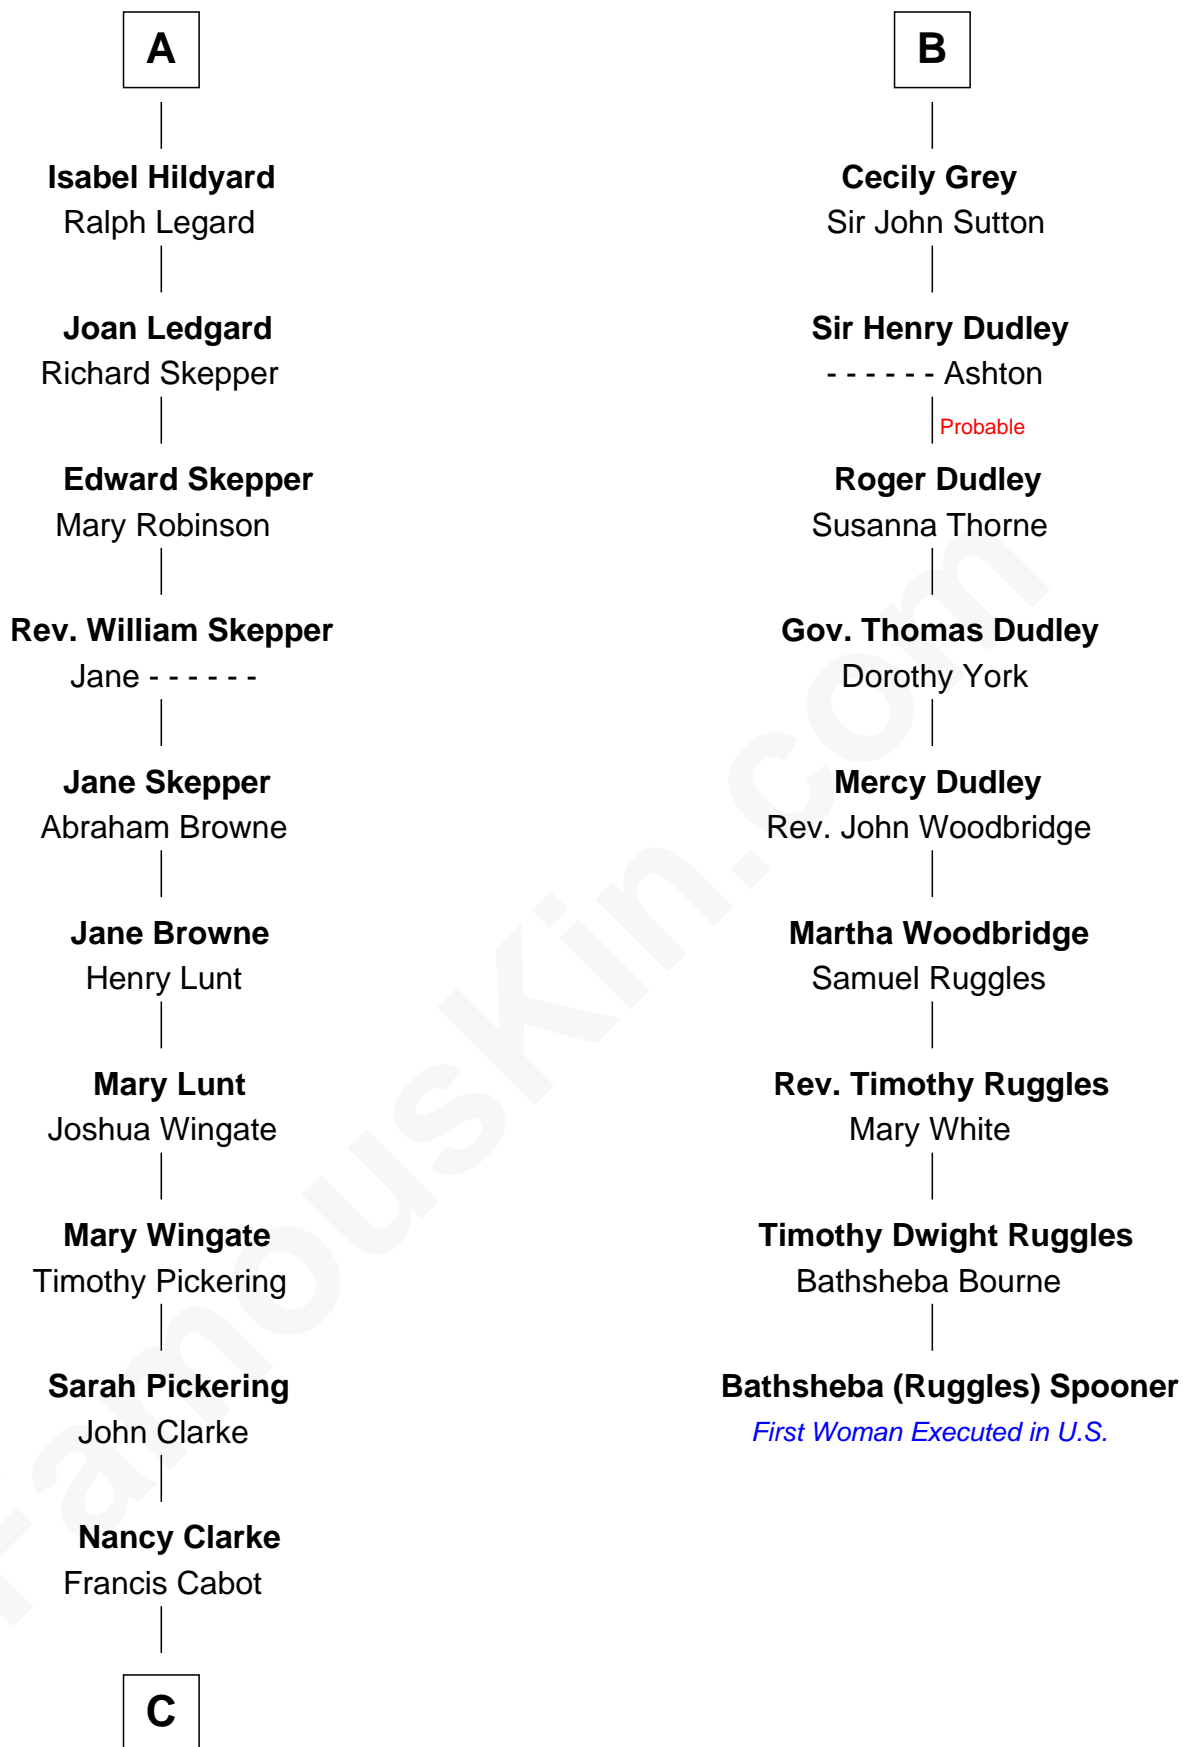 A
Isabel Hildyard
Ralph Legard
Joan Ledgard
Richard Skepper
Edward Skepper
Mary Robinson
Rev. William Skepper
Jane - - - - - -
Jane Skepper
Abraham Browne
Jane Browne
Henry Lunt
Mary Lunt
Joshua Wingate
Mary Wingate
Timothy Pickering
Sarah Pickering
John Clarke
Nancy Clarke
Francis Cabot
C
B
Cecily Grey
Sir John Sutton
Sir Henry Dudley
- - - - - - Ashton
Probable
Roger Dudley
Susanna Thorne
Gov. Thomas Dudley
Dorothy York
Mercy Dudley
Rev. John Woodbridge
Martha Woodbridge
Samuel Ruggles
Rev. Timothy Ruggles
Mary White
Timothy Dwight Ruggles
Bathsheba Bourne
Bathsheba (Ruggles) Spooner
First Woman Executed in U.S.
FamousKin.com